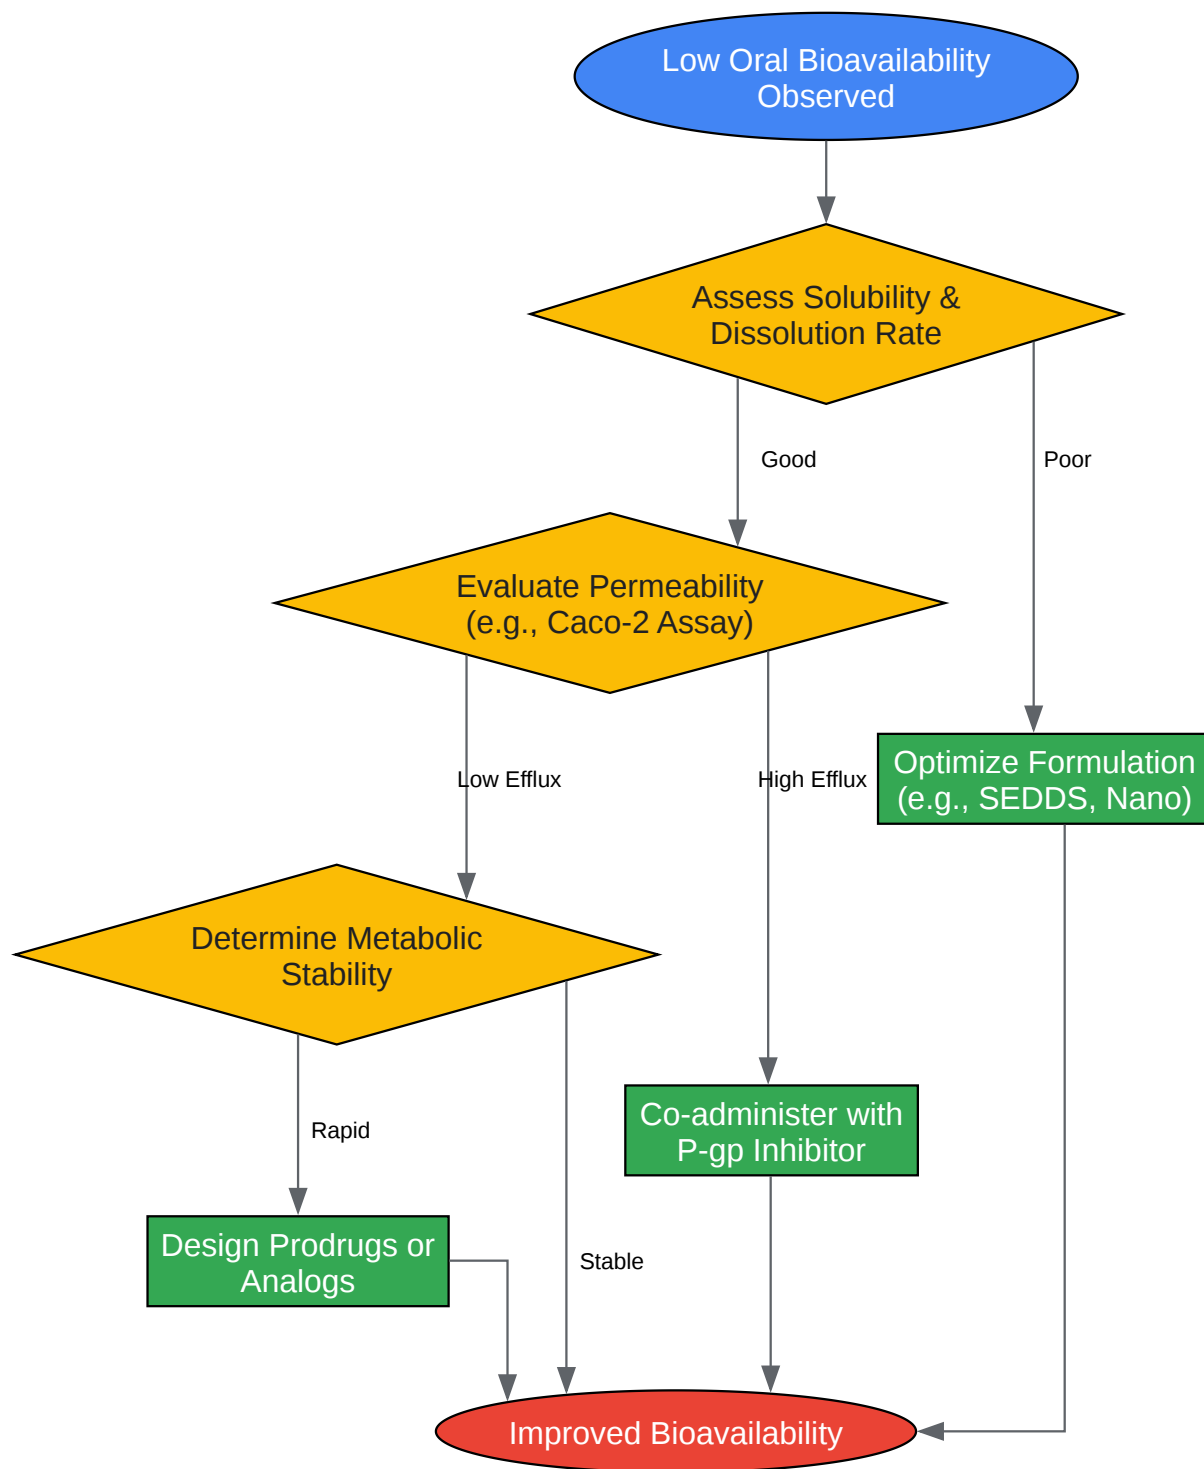 Low Oral Bioavailability
Observed
Assess Solubility &
Dissolution Rate
Good
Poor
Evaluate Permeability
(e.g., Caco-2 Assay)
Low Efflux
High Efflux
Optimize Formulation
(e.g., SEDDS, Nano)
Determine Metabolic
Stability
Rapid
Co-administer with
P-gp Inhibitor
Design Prodrugs or
Analogs
Stable
Improved Bioavailability